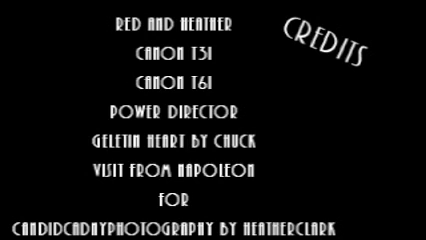 CREDITS
RED AND HEATHER
CANON T3I
CANON T6I
POWER DIRECTOR
GELETIN HEART BY CHUCK
VISIT FROM NAPOLEON
FOR
CANDIDCADNYPHOTOGRAPHY BY HEATHERCLARK